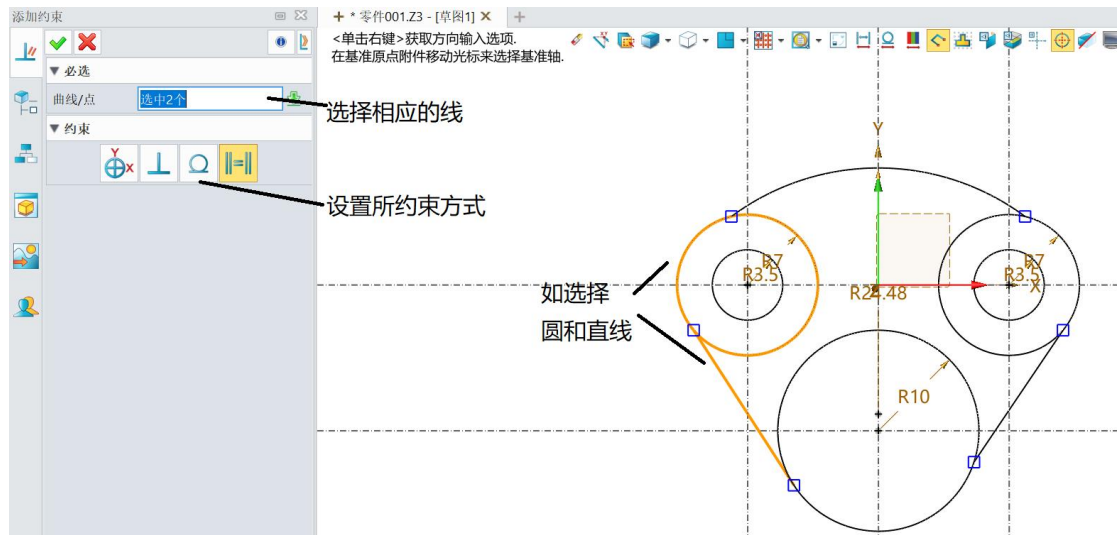 添加约束
+ * 零件001.Z3 - [草图1] × +
<单击右键>获取方向输入选项.
在基准原点附件移动光标来选择基准轴.
▼ 必选
曲线/点 选中2个
▼ 约束
Y
X
选择相应的线
设置所约束方式
如选择
圆和直线
Y
R7
R3.5
R24.48
R7
R3.5
X
R10